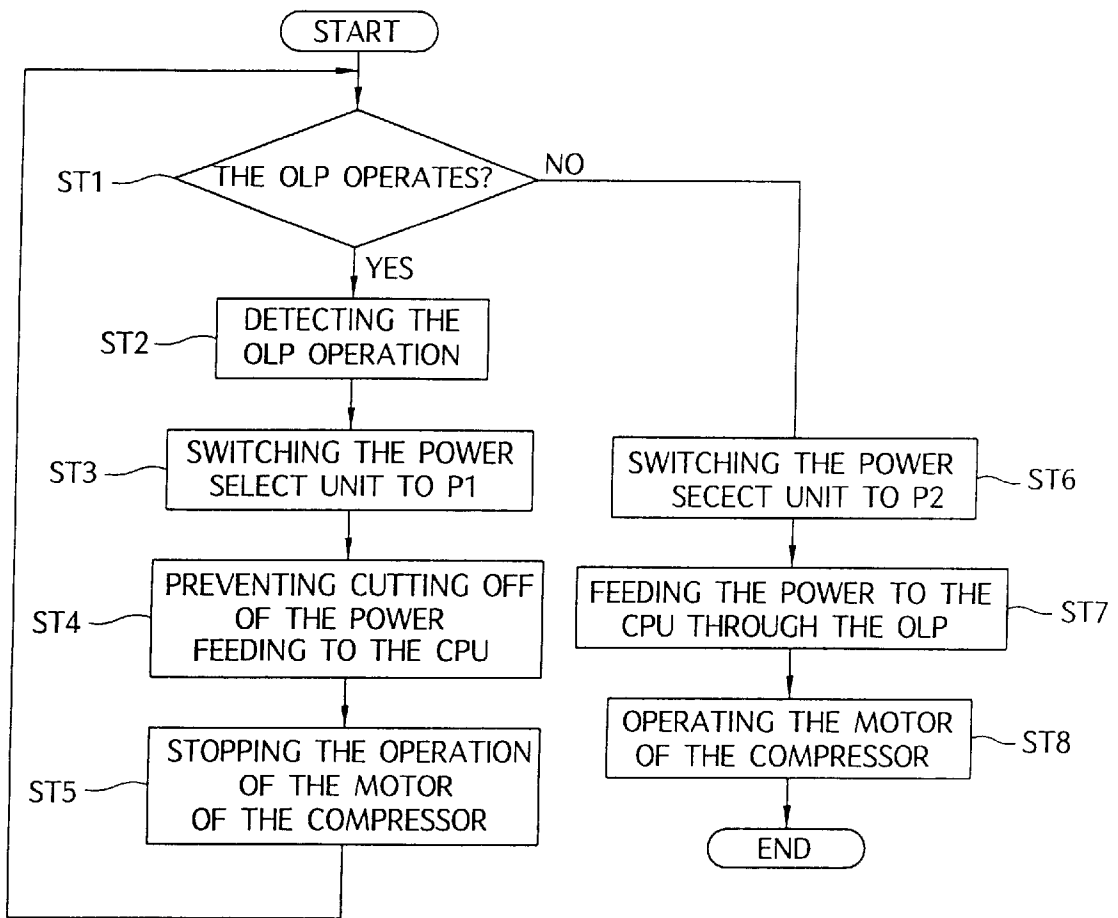 START
ST1
THE OLP OPERATES?
NO
YES
ST2
DETECTING THE
OLP OPERATION
ST3
SWITCHING THE POWER
SELECT UNIT TO P1
ST4
PREVENTING CUTTING OFF
OF THE POWER
FEEDING TO THE CPU
ST5
STOPPING THE OPERATION
OF THE MOTOR
OF THE COMPRESSOR
SWITCHING THE POWER
SECECT UNIT TO P2
ST6
FEEDING THE POWER TO THE
CPU THROUGH THE OLP
ST7
OPERATING THE MOTOR
OF THE COMPRESSOR
ST8
END